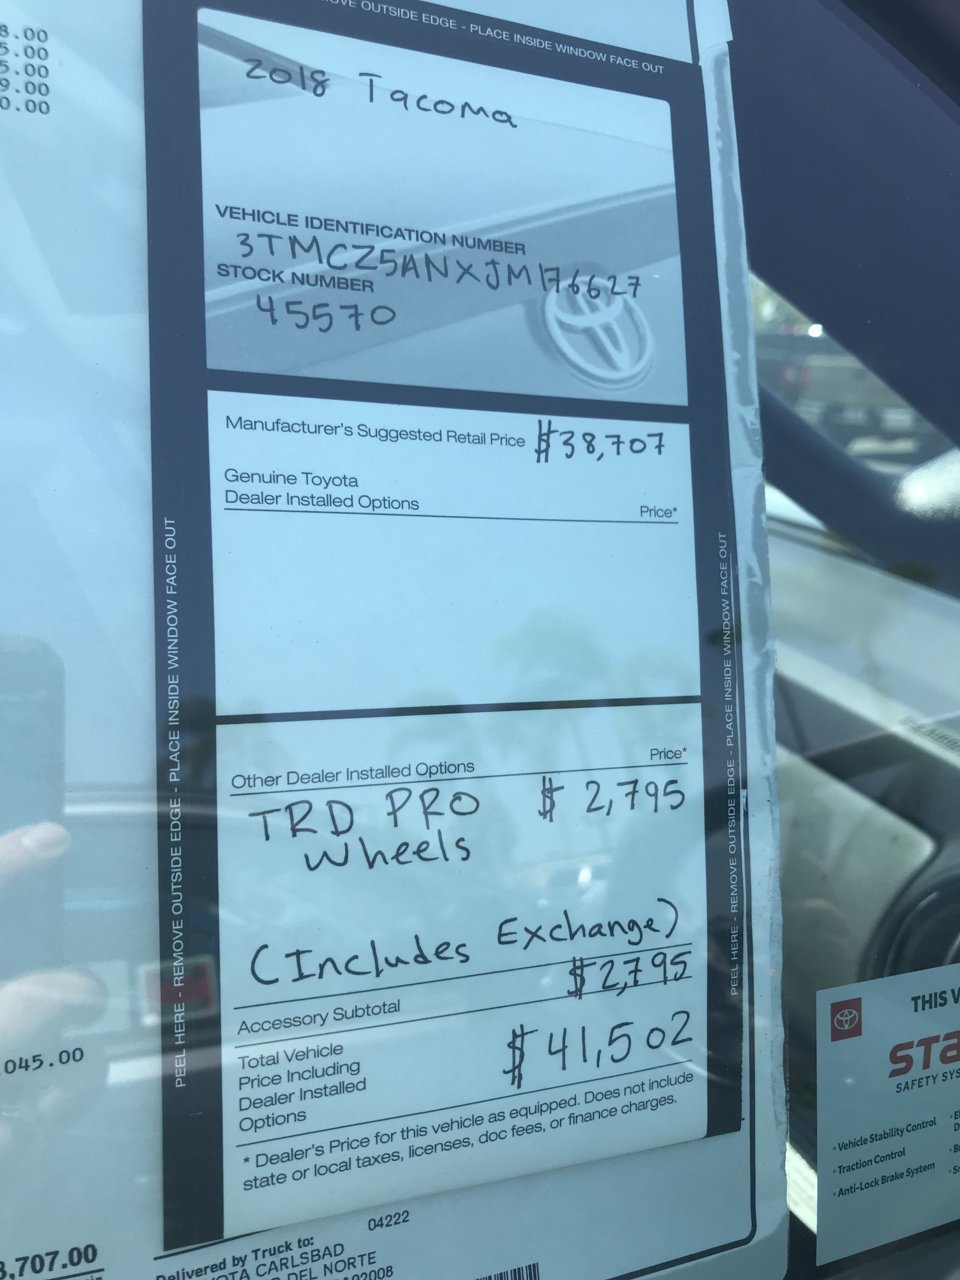 8.00
5.00
5.00
9.00
0.00
OUTSIDE EDGE - PLACE INSIDE WINDOW FACE OUT
2018 Tacoma
VEHICLE IDENTIFICATION NUMBER
3TMCZ5ANXJM176627
STOCK NUMBER
45570
Manufacturer's Suggested Retail Price $38,707
Genuine Toyota
Dealer Installed Options Price*
Other Dealer Installed Options Price*
TRD PRO $ 2,795
Wheels
(Includes Exchange)
Accessory Subtotal $2,795
Total Vehicle
Price Including
Dealer Installed
Options
$41,502
* Dealer's Price for this vehicle as equipped. Does not include
state or local taxes, licenses, doc fees, or finance charges.
PEEL HERE - REMOVE OUTSIDE EDGE - PLACE INSIDE WINDOW FACE OUT
PEEL HERE - REMOVE OUTSIDE EDGE - PLACE INSIDE WINDOW FACE OUT
045.00
8,707.00
04222
Delivered by Truck to:
OTA CARLSBAD
DEL NORTE
92008
THIS V
STA
SAFETY SYS
• Vehicle Stability Control
• Traction Control
• Anti-Lock Brake System